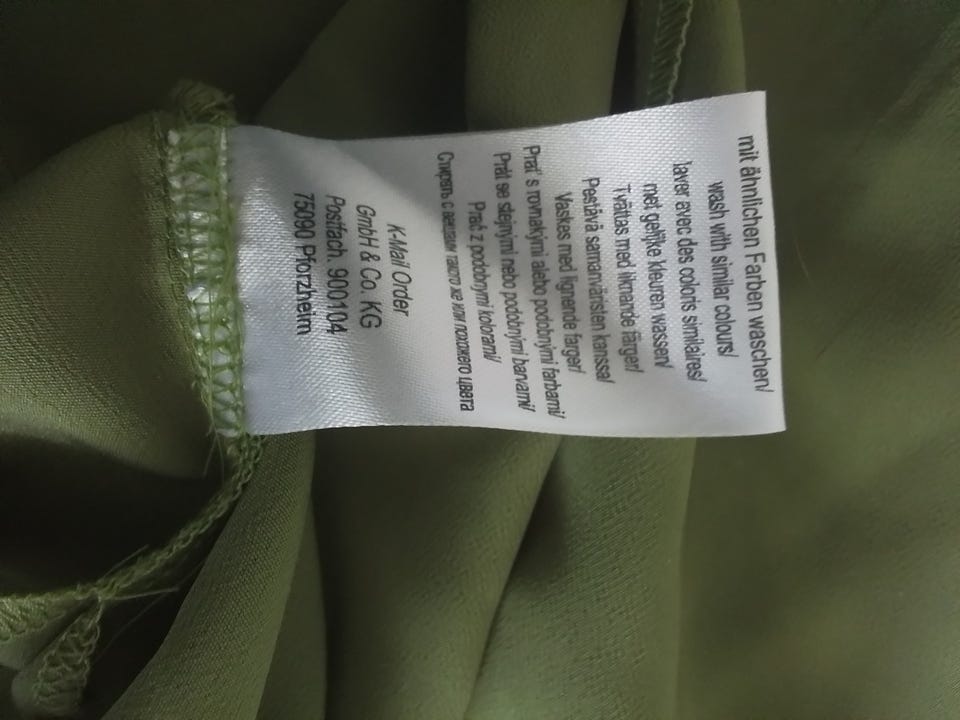 mit ähnlichen Farben waschen/
wash with similar colours/
laver avec des coloris similaires/
met gelijke kleuren wassen/
Tvättas med liknande färger/
Pestävä samanväristen kanssa/
Vaskes med lignende farger/
Prať s rovnakými alebo podobnými farbami/
Prát se stejnými nebo podobnými barvami/
Prać z podobnymi kolorami/
Стирать с вещами такого же или похожего цвета
K-Mail Order
GmbH & Co. KG
Postfach. 900104
75090 Pforzheim